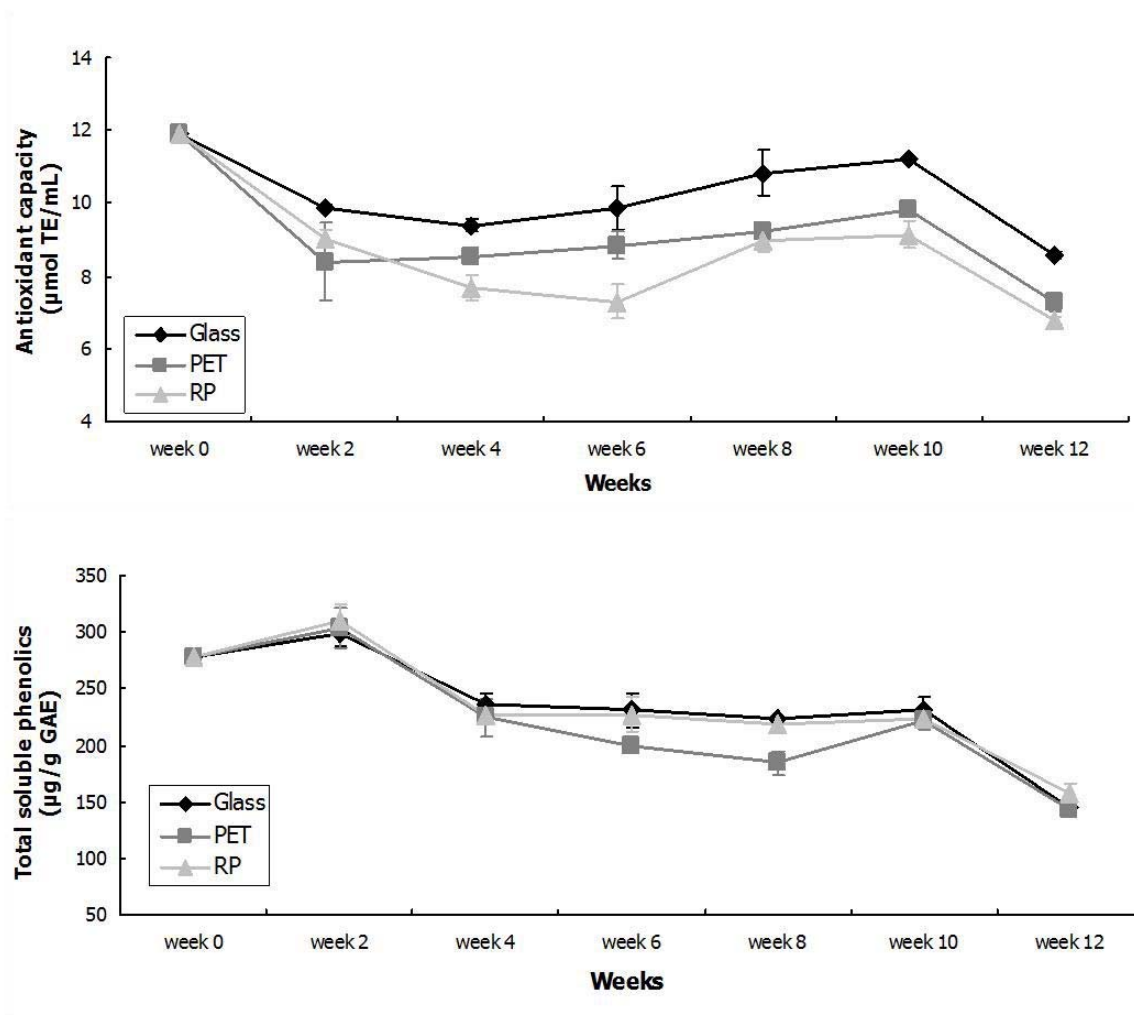 Antioxidant capacity
(µmol TE/mL)
14
12
10
8
6
4
Glass
PET
RP
week 0 week 2 week 4 week 6 week 8 week 10 week 12
Weeks
Total soluble phenolics
(µg/g GAE)
350
300
250
200
150
100
50
Glass
PET
RP
week 0 week 2 week 4 week 6 week 8 week 10 week 12
Weeks